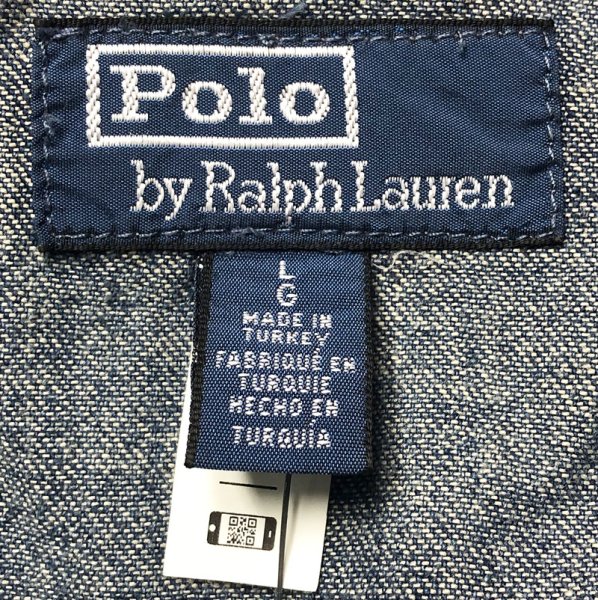 Polo
by Ralph Lauren
L
G
MADE IN
TURKEY
FABRIQUÉ EN
TURQUIE
HECHO EN
TURQUÍA